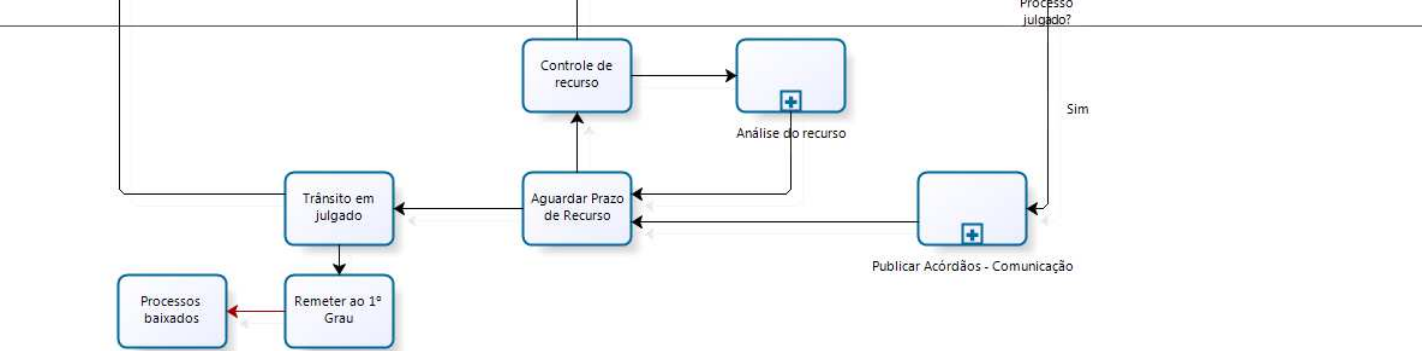 Processo
julgado?
Controle de
recurso
Análise do recurso
Sim
Trânsito em
julgado
Aguardar Prazo
de Recurso
Publicar Acórdãos - Comunicação
Processos
baixados
Remeter ao 1º
Grau